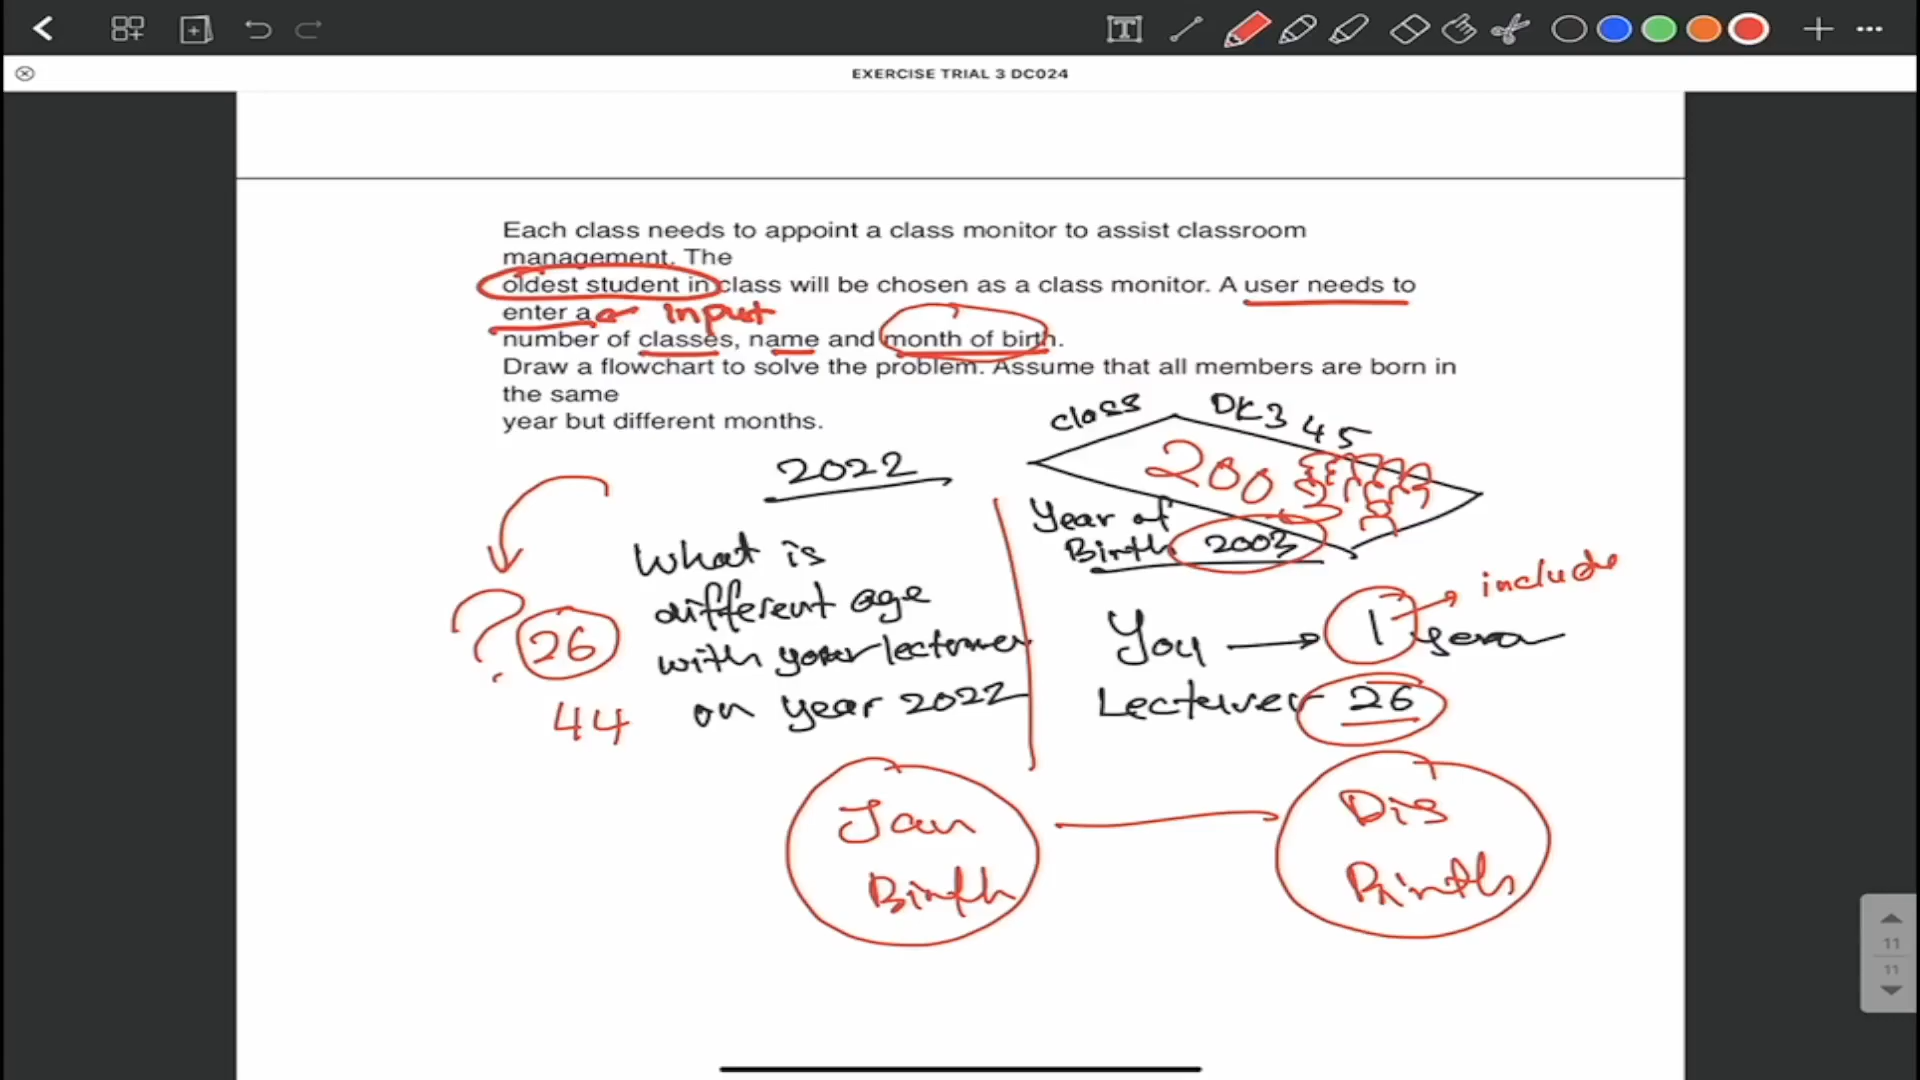 EXERCISE TRIAL 3 DC024
Each class needs to appoint a class monitor to assist classroom
management. The
oldest student in class will be chosen as a class monitor. A user needs to
enter a input
number of classes, name and month of birth.
Draw a flowchart to solve the problem. Assume that all members are born in
the same
year but different months.
class DK3 4 5
2022
200
Year of
Birth 2003
What is
different age
with your lecturer
on year 2022
?
26
44
You → 1
include
Lecturer 26
Jan
Birth
Dis
Birth
11
11